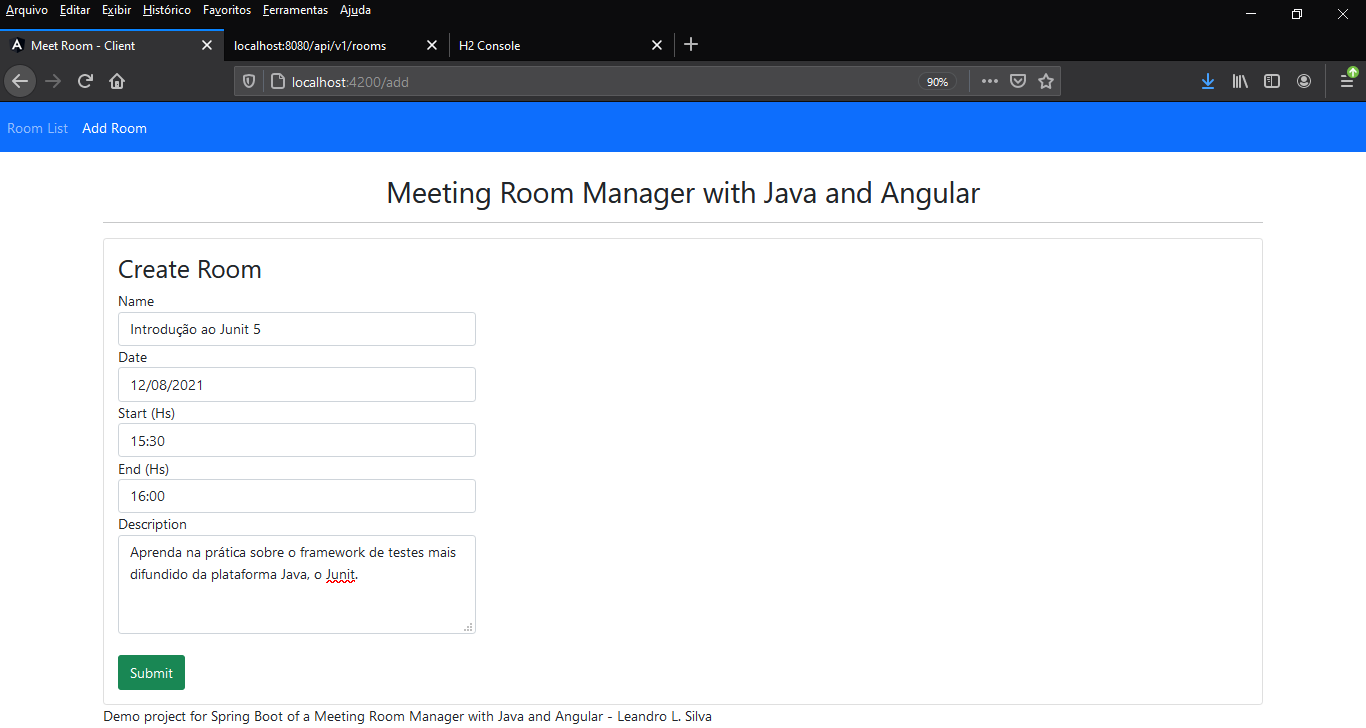 Arquivo Editar Exibir Histórico Favoritos Ferramentas Ajuda
Meet Room - Client localhost:8080/api/v1/rooms H2 Console
localhost:4200/add 90%
Room List Add Room
Meeting Room Manager with Java and Angular
Create Room
Name
Introdução ao Junit 5
Date
12/08/2021
Start (Hs)
15:30
End (Hs)
16:00
Description
Aprenda na prática sobre o framework de testes mais
difundido da plataforma Java, o Junit.
Submit
Demo project for Spring Boot of a Meeting Room Manager with Java and Angular - Leandro L. Silva